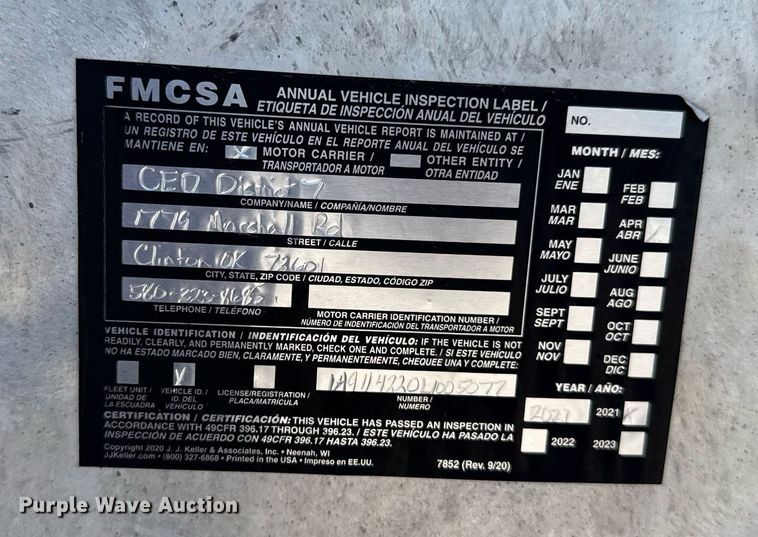 FMCSA ANNUAL VEHICLE INSPECTION LABEL /
ETIQUETA DE INSPECCIÓN ANUAL DEL VEHÍCULO
A RECORD OF THIS VEHICLE'S ANNUAL VEHICLE REPORT IS MAINTAINED AT /
UN REGISTRO DE ESTE VEHÍCULO EN EL REPORTE ANUAL DEL VEHÍCULO SE
MANTIENE EN: X MOTOR CARRIER / TRANSPORTADOR A MOTOR OTHER ENTITY / OTRA ENTIDAD
CED District 7
COMPANY/NAME / COMPAÑIA/NOMBRE
1779 Marshall Rd
STREET / CALLE
Clinton OK 73601
CITY, STATE, ZIP CODE / CIUDAD, ESTADO, CÓDIGO ZIP
580-323-
TELEPHONE / TELÉFONO
MOTOR CARRIER IDENTIFICATION NUMBER /
NÚMERO DE INDENTIFICACIÓN DEL TRANSPORTADOR A MOTOR
VEHICLE IDENTIFICATION / INDENTIFICACIÓN DEL VEHÍCULO: IF THE VEHICLE IS NOT
READILY, CLEARLY, AND PERMANENTLY MARKED, CHECK ONE AND COMPLETE. / SI ESTE VEHÍCULO
NO HA ESTADO MARCADO BIEN, CLARAMENTE, Y PERMANENTEMENTE, CHEQUEE UNA Y COMPLETE:
FLEET UNIT / UNIDAD DE LA ESCUADRA
VEHICLE ID. / ID. DEL VEHÍCULO
LICENSE/REGISTRATION / PLACA/MATRÍCULA
NUMBER / NÚMERO
CERTIFICATION / CERTIFICACIÓN: THIS VEHICLE HAS PASSED AN INSPECTION IN
ACCORDANCE WITH 49CFR 396.17 THROUGH 396.23. / ESTE VEHÍCULO HA PASADO LA
INSPECCIÓN DE ACUERDO CON 49CFR 396.17 HASTA 396.23.
Copyright 2020 J. J. Keller & Associates, Inc. • Neenah, WI
JJKeller.com • (800) 327-6868 • Printed in the USA • Impreso en EE.UU.
7852 (Rev. 9/20)
NO.
MONTH / MES:
JAN ENE
FEB FEB
MAR MAR
APR ABR X
MAY MAYO
JUNE JUNIO
JULY JULIO
AUG AGO
SEPT SEPT
OCT OCT
NOV NOV
DEC DIC
YEAR / AÑO:
2021 2021 X
2022 2023
Purple Wave Auction